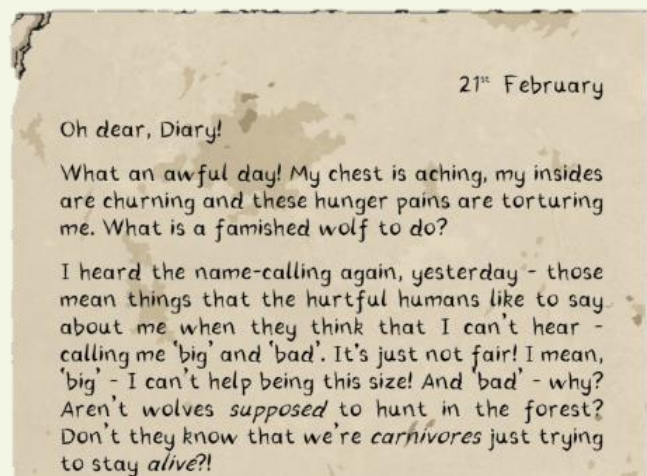 21st February
Oh dear, Diary!
What an awful day! My chest is aching, my insides
are churning and these hunger pains are torturing
me. What is a famished wolf to do?
I heard the name-calling again, yesterday - those
mean things that the hurtful humans like to say
about me when they think that I can't hear -
calling me 'big' and 'bad'. It's just not fair! I mean,
'big' - I can't help being this size! And 'bad' - why?
Aren't wolves supposed to hunt in the forest?
Don't they know that we're carnivores just trying
to stay alive?!